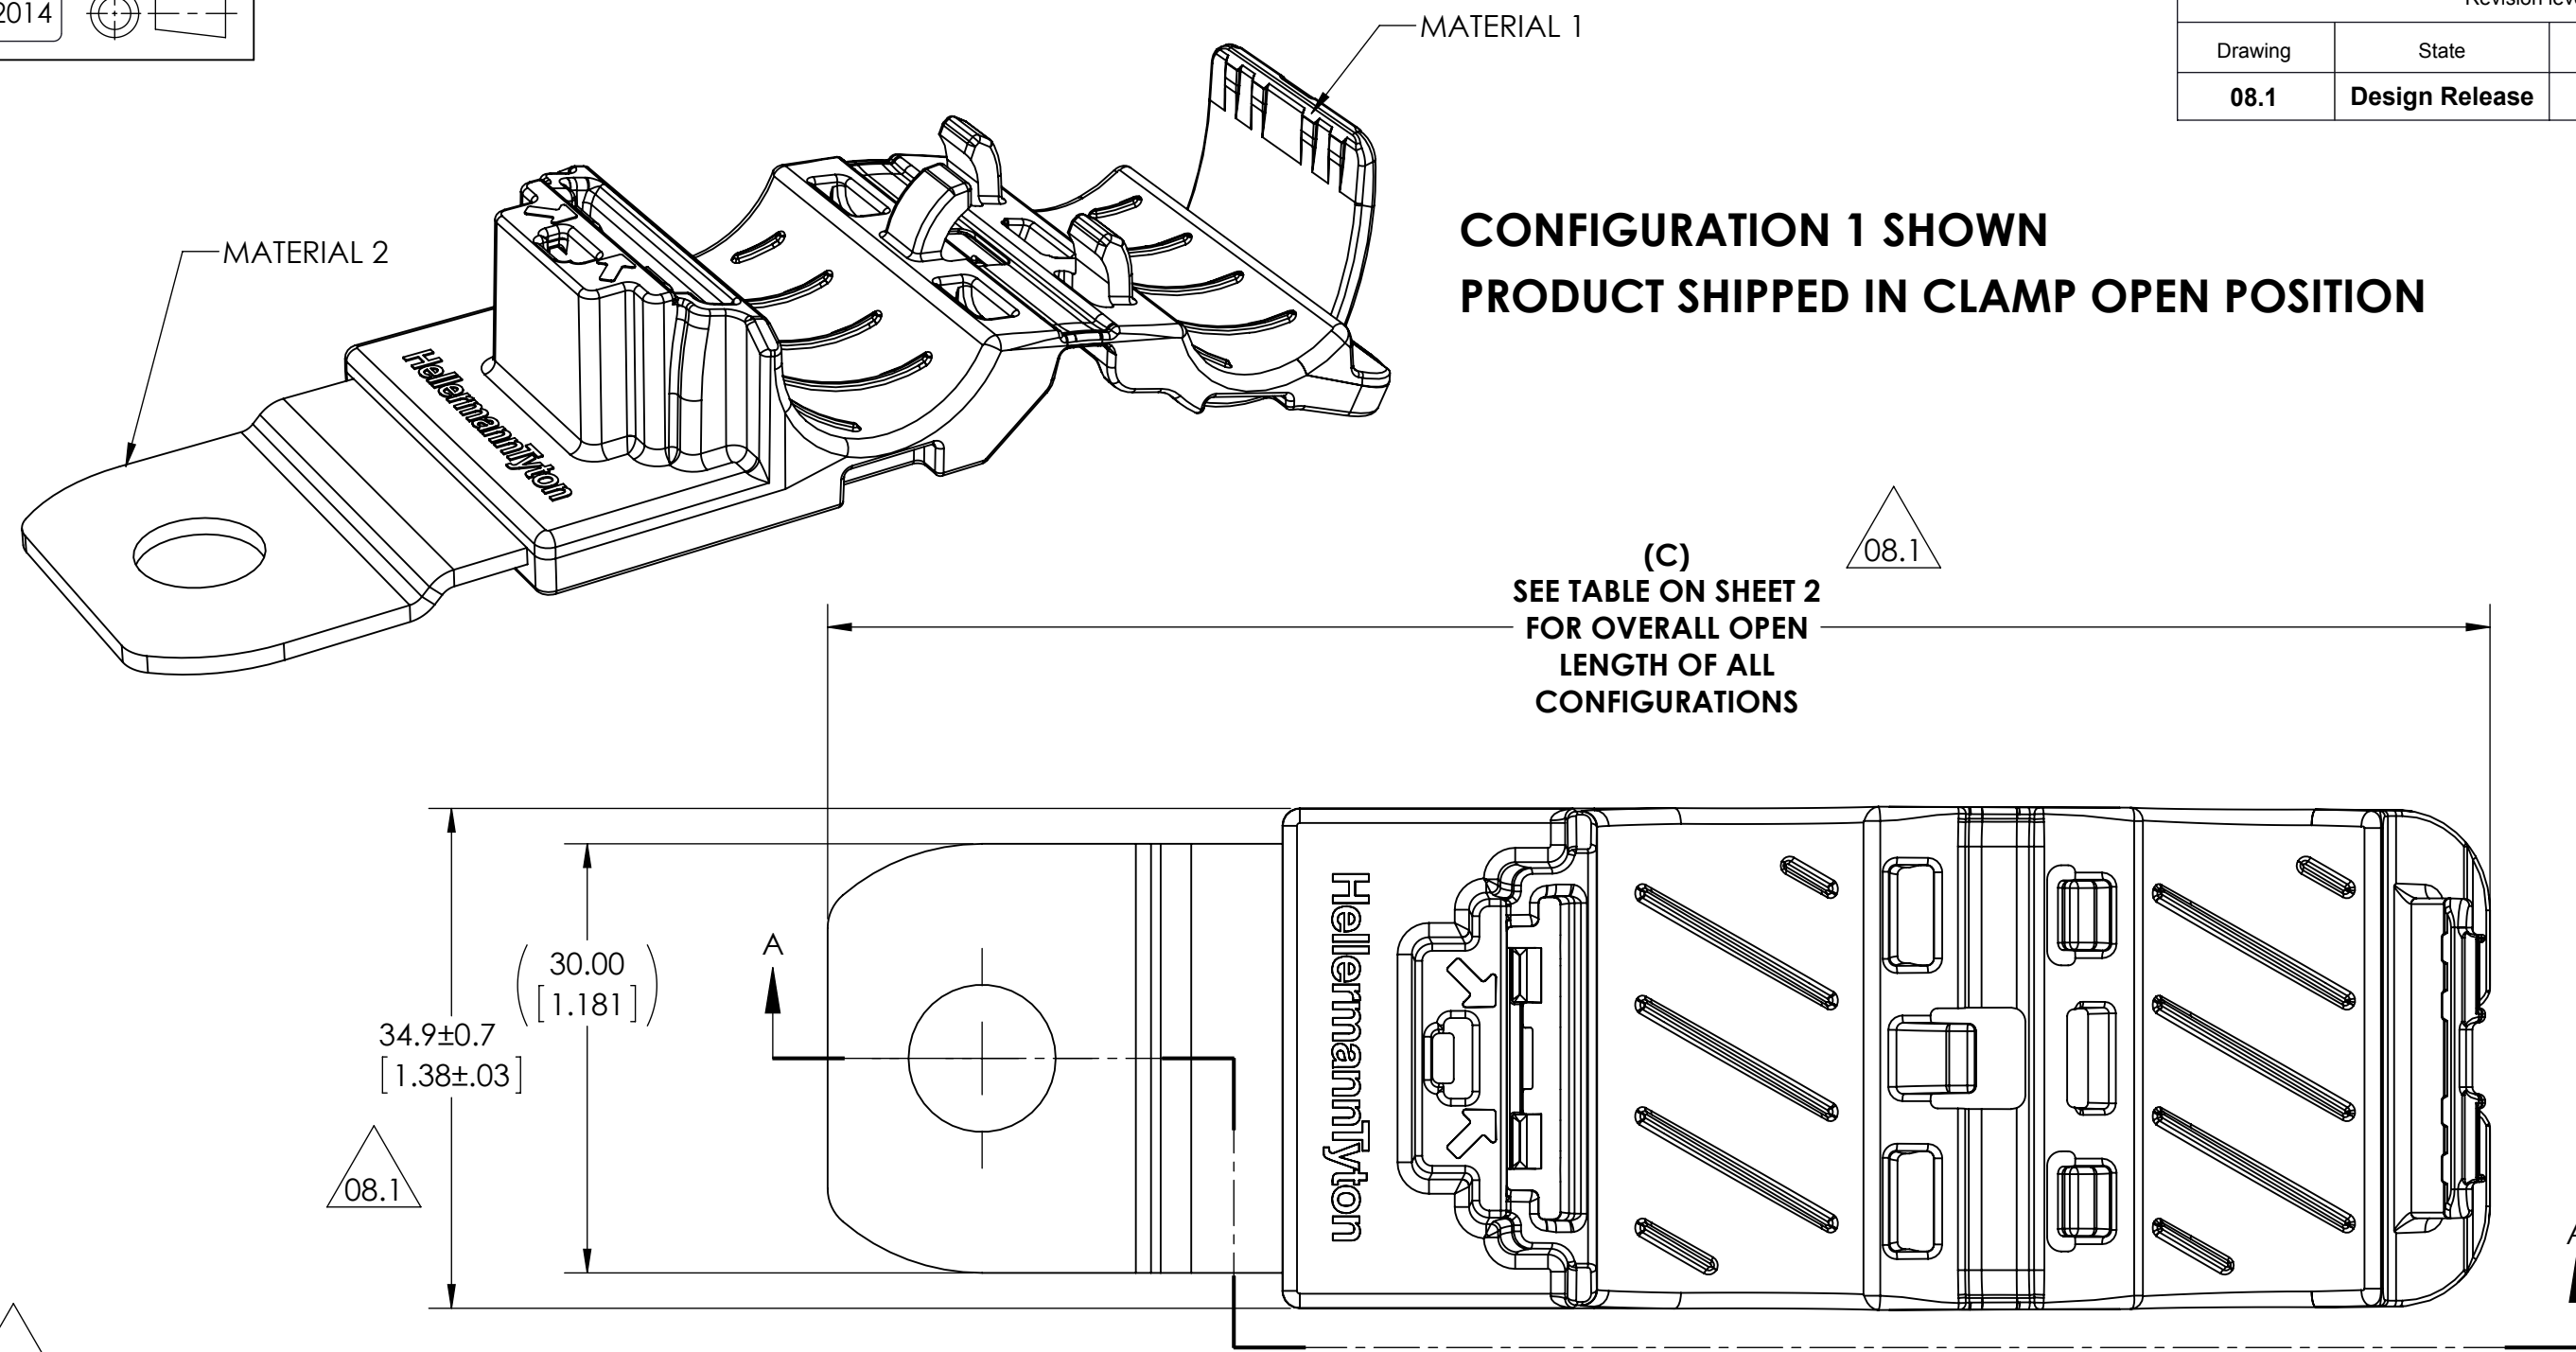 2014
Revision leve
Drawing State
08.1 Design Release
MATERIAL 1
MATERIAL 2
CONFIGURATION 1 SHOWN
PRODUCT SHIPPED IN CLAMP OPEN POSITION
HellermannTyton
(C)
SEE TABLE ON SHEET 2
FOR OVERALL OPEN
LENGTH OF ALL
CONFIGURATIONS
08.1
(30.00
[1.181])
34.9±0.7
[1.38±.03]
08.1
A
HellermannTyton
A